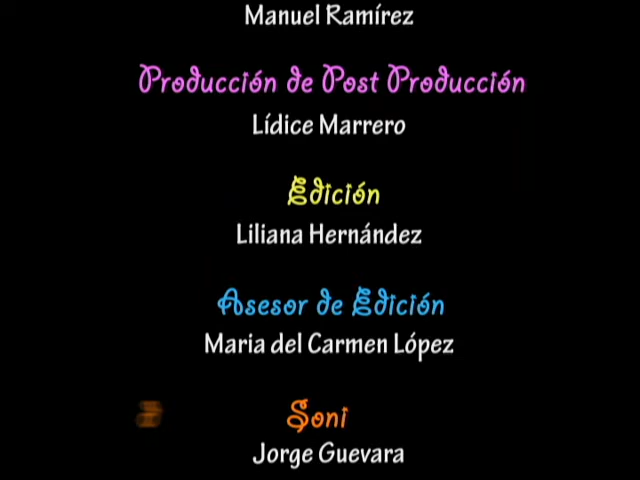 Manuel Ramírez
Producción de Post Producción
Lídice Marrero
Edición
Liliana Hernández
Asesor de Edición
Maria del Carmen López
Soni
Jorge Guevara